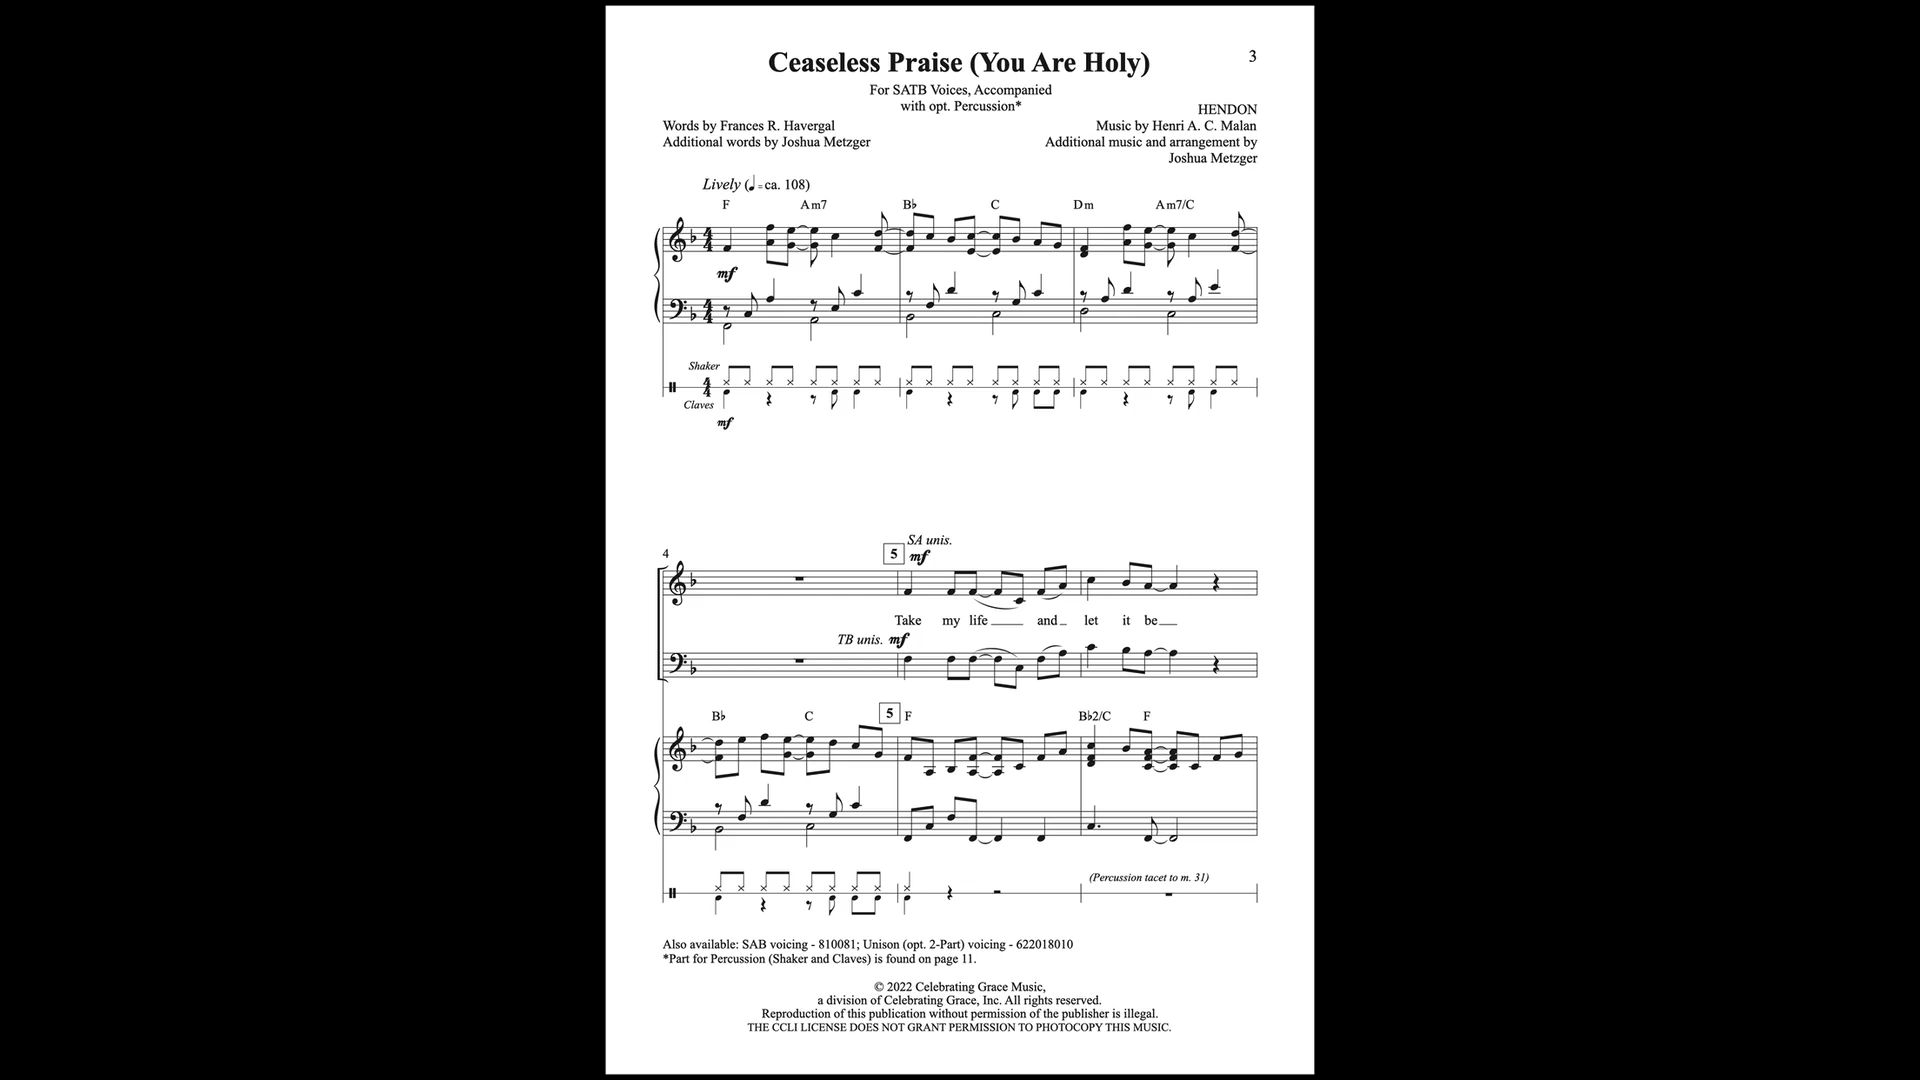 3
Ceaseless Praise (You Are Holy)
For SATB Voices, Accompanied
with opt. Percussion*
HENDON
Words by Frances R. Havergal
Music by Henri A. C. Malan
Additional words by Joshua Metzger
Additional music and arrangement by
Joshua Metzger
Lively (♩ = ca. 108)
F Am7 B♭ C Dm Am7/C
mf
Shaker
Claves
mf
4
5 SA unis.
mf
Take my life and let it be
TB unis. mf
B♭ C 5 F B♭2/C F
(Percussion tacet to m. 31)
Also available: SAB voicing - 810081; Unison (opt. 2-Part) voicing - 622018010
*Part for Percussion (Shaker and Claves) is found on page 11.
© 2022 Celebrating Grace Music,
a division of Celebrating Grace, Inc. All rights reserved.
Reproduction of this publication without permission of the publisher is illegal.
THE CCLI LICENSE DOES NOT GRANT PERMISSION TO PHOTOCOPY THIS MUSIC.